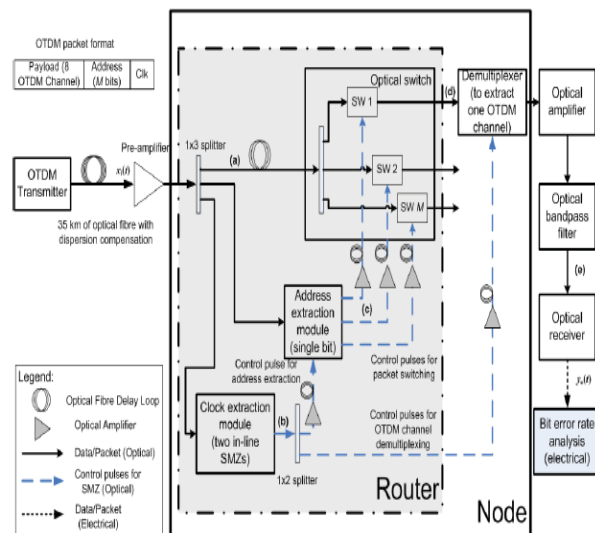 OTDM packet format
Payload (8
OTDM Channel)
Address
(M bits)
Clk
Optical switch
SW 1
SW 2
SW M
(d)
Demultiplexer
(to extract
one OTDM
channel)
Optical
amplifier
Pre-amplifier
1x3 splitter
(a)
OTDM
Transmitter
35 km of optical fibre with
dispersion compensation
Optical
bandpass
filter
(e)
Address
extraction
module
(single bit)
(c)
Optical
receiver
Control pulse for
address extraction
Control pulses for
packet switching
Clock extraction
module
(two in-line
SMZs)
(b)
1x2 splitter
Control pulses for
OTDM channel
demultiplexing
Bit error rate
analysis
(electrical)
Router
Node
Legend:
Optical Fibre Delay Loop
Optical Amplifier
Data/Packet (Optical)
Control pulses for
SMZ (Optical)
Data/Packet
(Electrical)